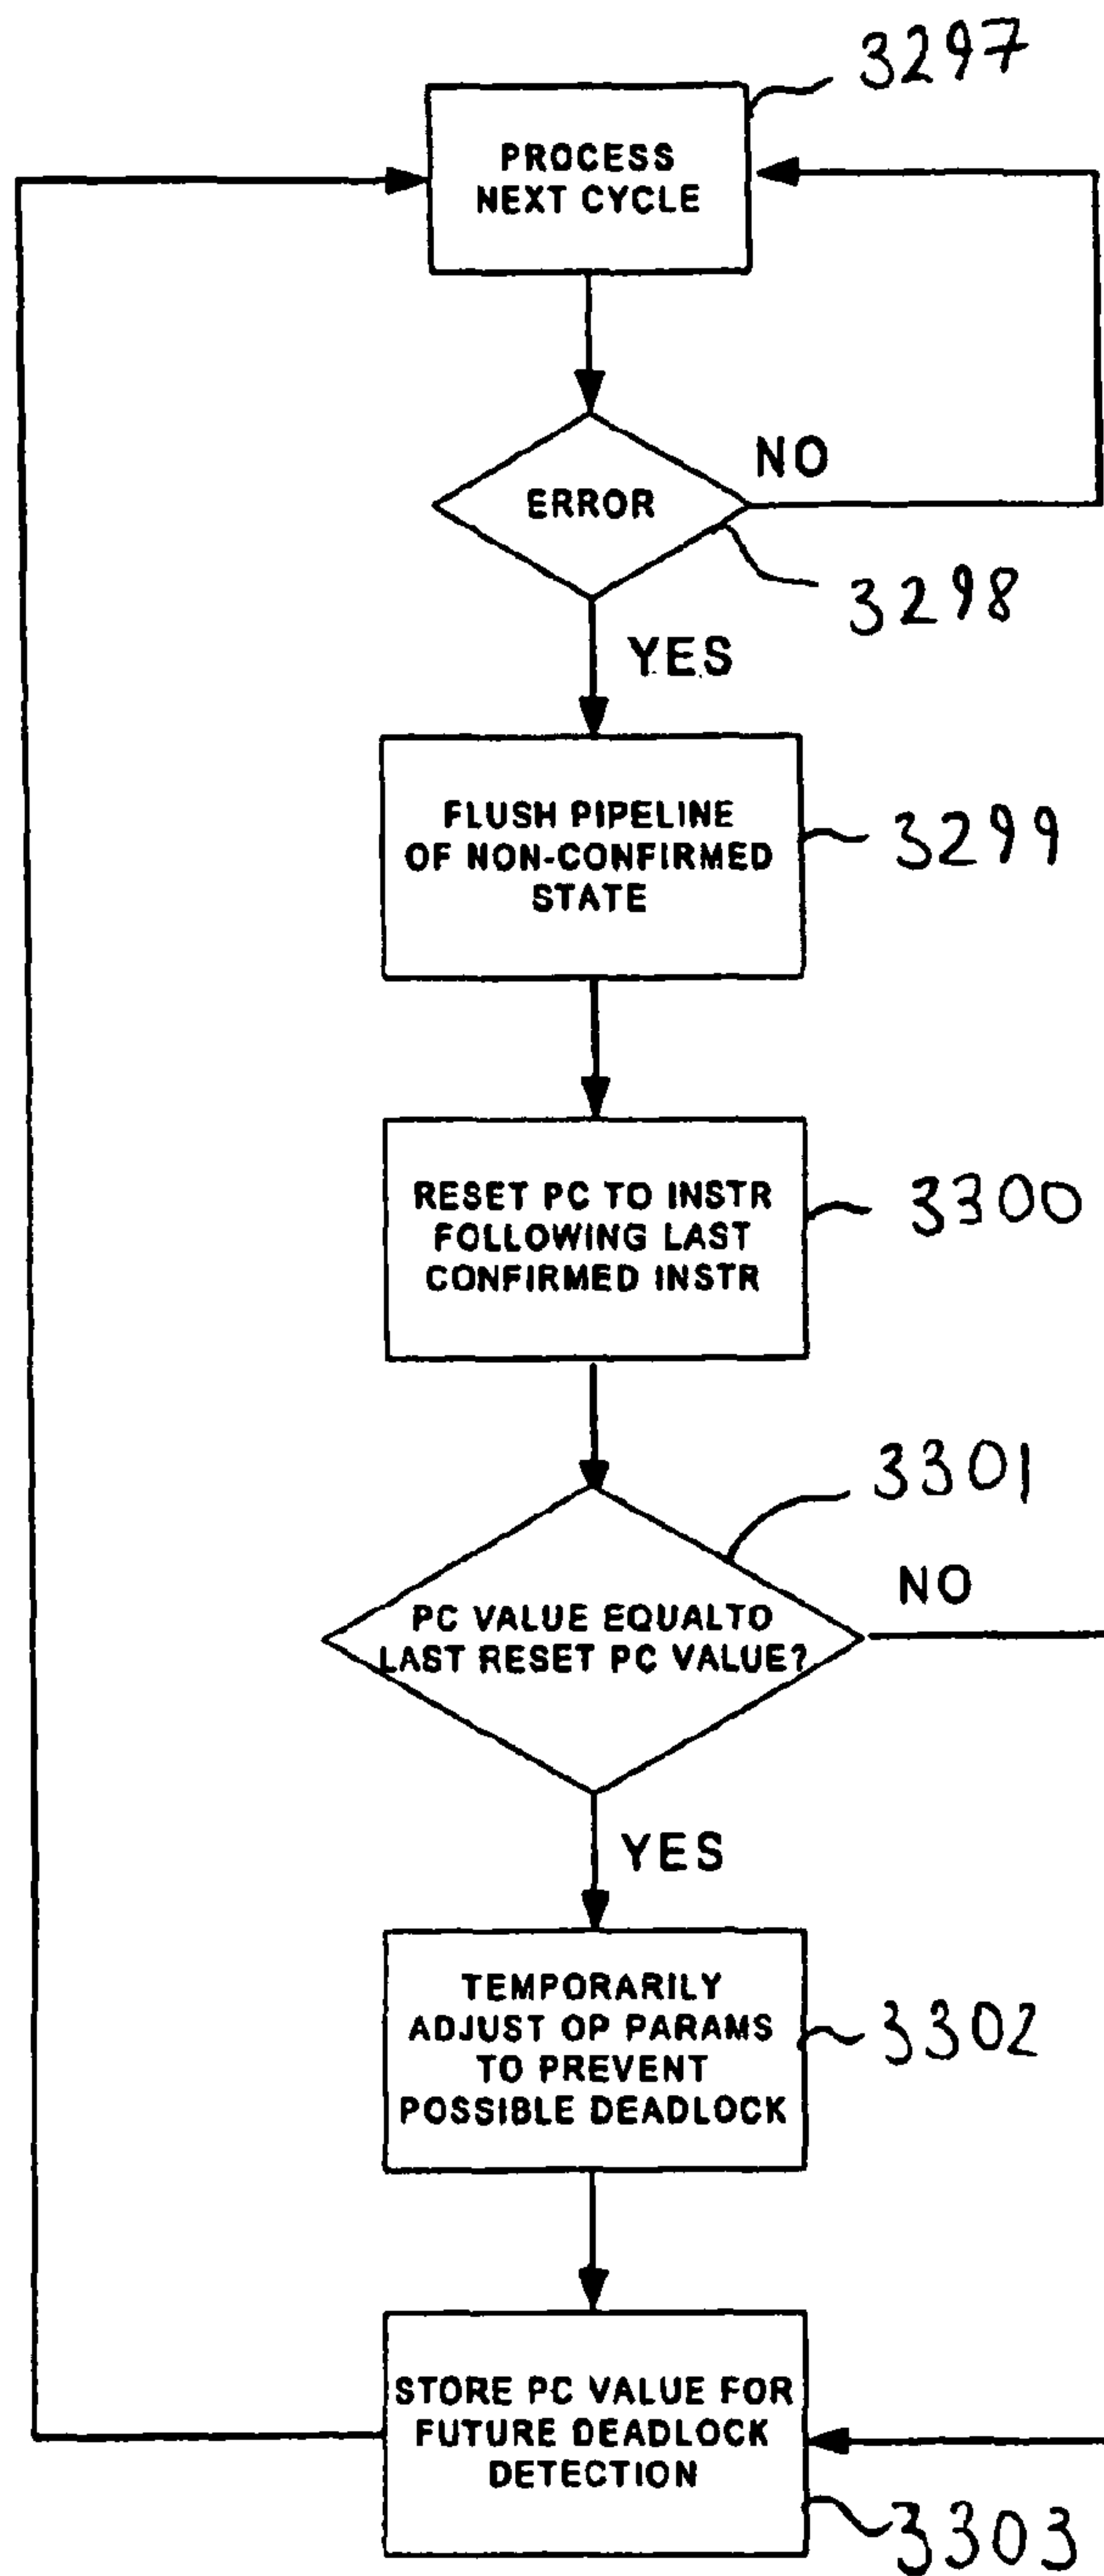 3297
PROCESS
NEXT CYCLE
ERROR
NO
3298
YES
FLUSH PIPELINE
OF NON-CONFIRMED
STATE
3299
RESET PC TO INSTR
FOLLOWING LAST
CONFIRMED INSTR
3300
3301
NO
PC VALUE EQUALTO
LAST RESET PC VALUE?
YES
TEMPORARILY
ADJUST OP PARAMS
TO PREVENT
POSSIBLE DEADLOCK
3302
STORE PC VALUE FOR
FUTURE DEADLOCK
DETECTION
3303